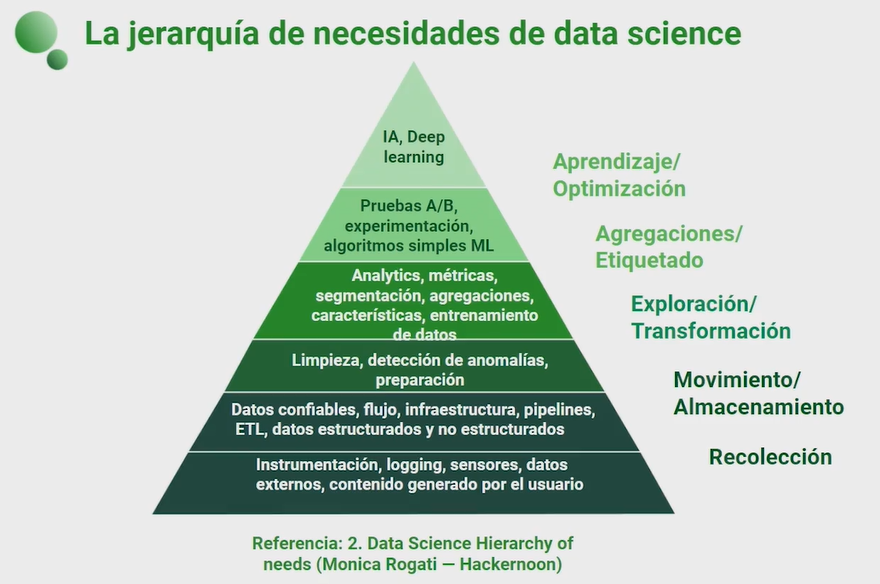 La jerarquía de necesidades de data science
IA, Deep
learning
Aprendizaje/
Optimización
Pruebas A/B,
experimentación,
algoritmos simples ML
Agregaciones/
Etiquetado
Analytics, métricas,
segmentación, agregaciones,
características, entrenamiento
de datos
Exploración/
Transformación
Limpieza, detección de anomalías,
preparación
Movimiento/
Almacenamiento
Datos confiables, flujo, infraestructura, pipelines,
ETL, datos estructurados y no estructurados
Recolección
Instrumentación, logging, sensores, datos
externos, contenido generado por el usuario
Referencia: 2. Data Science Hierarchy of
needs (Monica Rogati — Hackernoon)